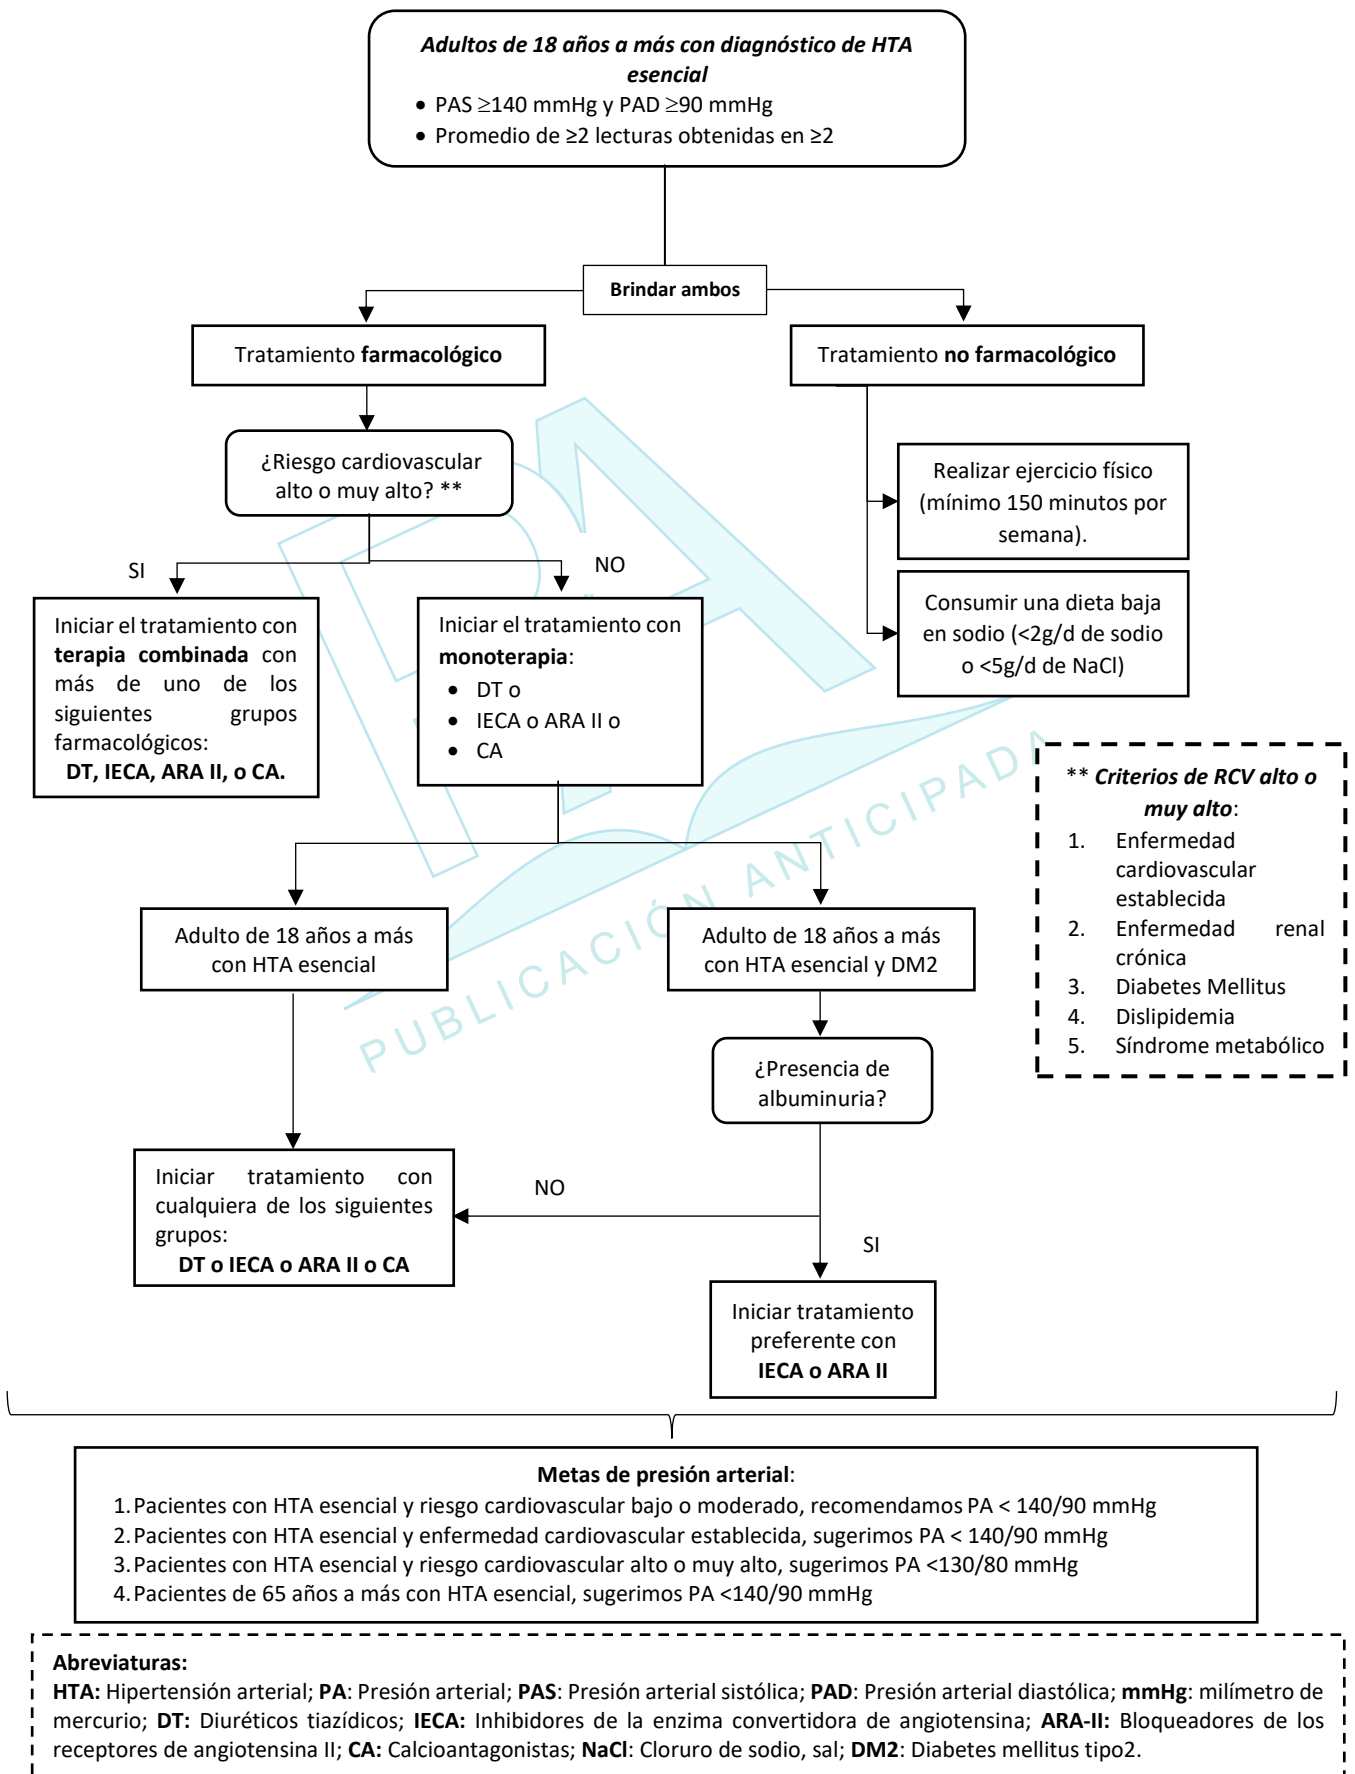 Adultos de 18 años a más con diagnóstico de HTA
esencial
• PAS ≥140 mmHg y PAD ≥90 mmHg
• Promedio de ≥2 lecturas obtenidas en ≥2
Brindar ambos
Tratamiento farmacológico
Tratamiento no farmacológico
¿Riesgo cardiovascular
alto o muy alto? **
Realizar ejercicio físico
(mínimo 150 minutos por
semana).
SI
NO
Consumir una dieta baja
en sodio (<2g/d de sodio
o <5g/d de NaCl)
Iniciar el tratamiento con
terapia combinada con
más de uno de los
siguientes grupos
farmacológicos:
DT, IECA, ARA II, o CA.
Iniciar el tratamiento con
monoterapia:
• DT o
• IECA o ARA II o
• CA
** Criterios de RCV alto o
muy alto:
1. Enfermedad
cardiovascular
establecida
2. Enfermedad renal
crónica
3. Diabetes Mellitus
4. Dislipidemia
5. Síndrome metabólico
Adulto de 18 años a más
con HTA esencial
Adulto de 18 años a más
con HTA esencial y DM2
PUBLICACIÓN ANTICIPADA
¿Presencia de
albuminuria?
Iniciar tratamiento con
cualquiera de los siguientes
grupos:
DT o IECA o ARA II o CA
NO
SI
Iniciar tratamiento
preferente con
IECA o ARA II
Metas de presión arterial:
1. Pacientes con HTA esencial y riesgo cardiovascular bajo o moderado, recomendamos PA < 140/90 mmHg
2. Pacientes con HTA esencial y enfermedad cardiovascular establecida, sugerimos PA < 140/90 mmHg
3. Pacientes con HTA esencial y riesgo cardiovascular alto o muy alto, sugerimos PA <130/80 mmHg
4. Pacientes de 65 años a más con HTA esencial, sugerimos PA <140/90 mmHg
Abreviaturas:
HTA: Hipertensión arterial; PA: Presión arterial; PAS: Presión arterial sistólica; PAD: Presión arterial diastólica; mmHg: milímetro de
mercurio; DT: Diuréticos tiazídicos; IECA: Inhibidores de la enzima convertidora de angiotensina; ARA-II: Bloqueadores de los
receptores de angiotensina II; CA: Calcioantagonistas; NaCl: Cloruro de sodio, sal; DM2: Diabetes mellitus tipo2.